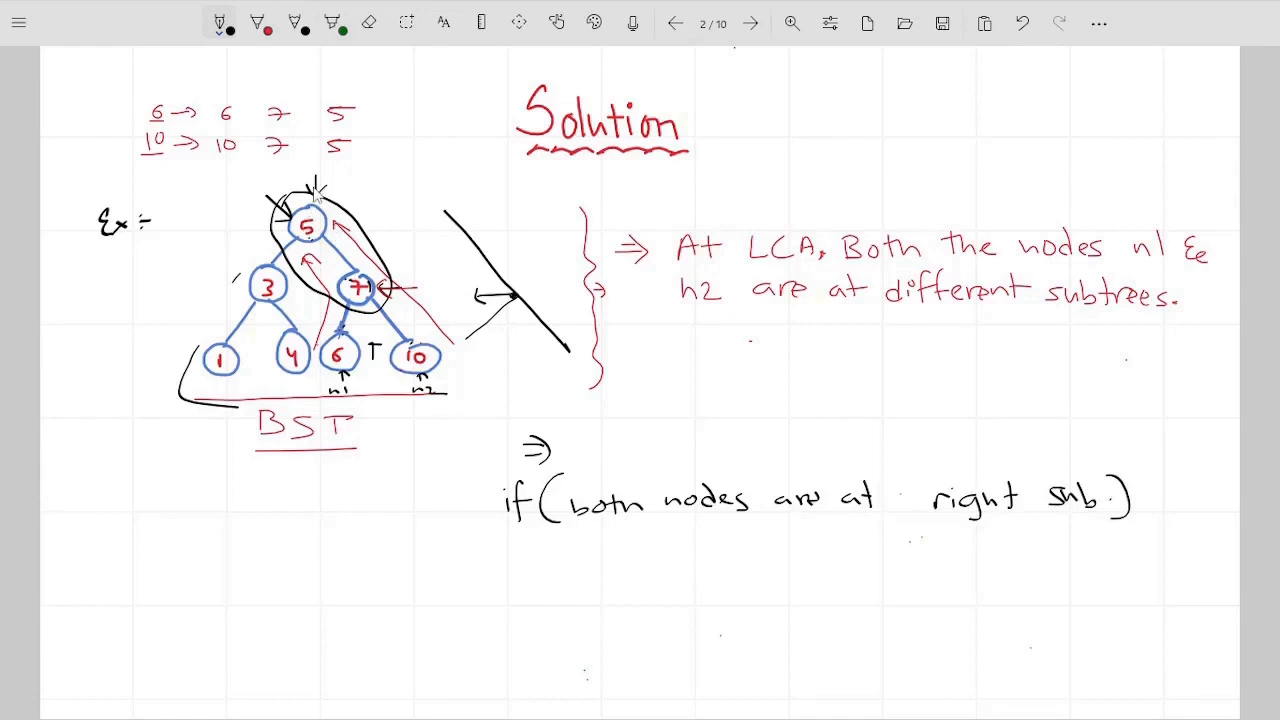 2 / 10
6 → 6 7 5
10 → 10 7 5
Solution
Ex :-
5
3 7
1 4 6 10
n1 n2
BST
⇒ At LCA, Both the nodes n1 &
n2 are at different subtrees.
⇒
if (both nodes are at right sub.)